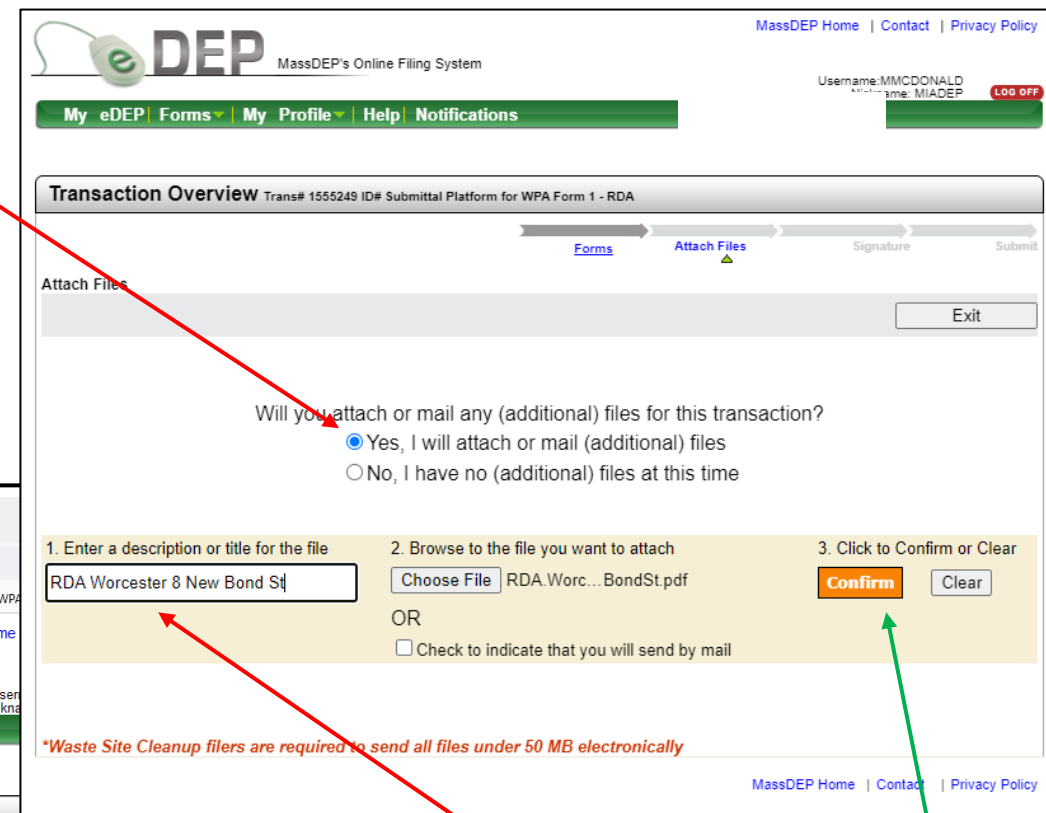 MassDEP Home | Contact | Privacy Policy
eDEP MassDEP's Online Filing System
Username:MMCDONALD
Nickname: MIADEP LOG OFF
My eDEP | Forms | My Profile | Help | Notifications
Transaction Overview Trans# 1555249 ID# Submittal Platform for WPA Form 1 - RDA
Forms Attach Files Signature Submit
Attach Files
Exit
Will you attach or mail any (additional) files for this transaction?
Yes, I will attach or mail (additional) files
No, I have no (additional) files at this time
1. Enter a description or title for the file 2. Browse to the file you want to attach 3. Click to Confirm or Clear
RDA Worcester 8 New Bond St Choose File RDA.Worc...BondSt.pdf Confirm Clear
OR
Check to indicate that you will send by mail
*Waste Site Cleanup filers are required to send all files under 50 MB electronically
MassDEP Home | Contact | Privacy Policy